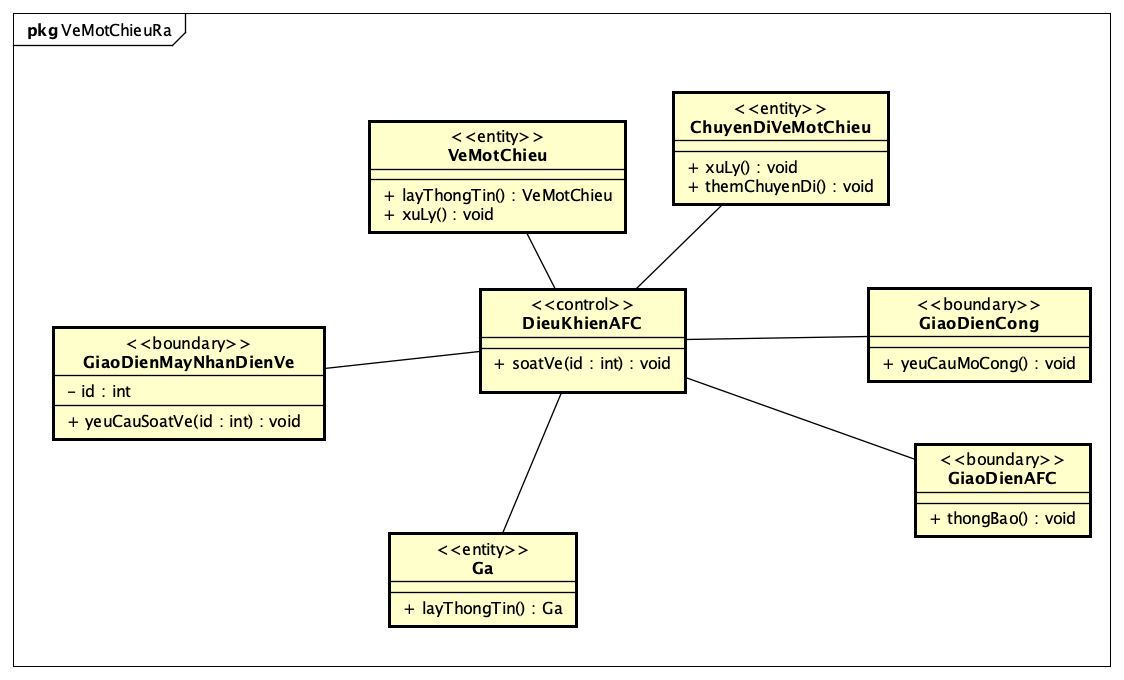 pkg VeMotChieuRa
<<entity>>
VeMotChieu
+ layThongTin() : VeMotChieu
+ xuLy() : void
<<entity>>
ChuyenDiVeMotChieu
+ xuLy() : void
+ themChuyenDi() : void
<<boundary>>
GiaoDienMayNhanDienVe
- id : int
+ yeuCauSoatVe(id : int) : void
<<control>>
DieuKhienAFC
+ soatVe(id : int) : void
<<boundary>>
GiaoDienCong
+ yeuCauMoCong() : void
<<boundary>>
GiaoDienAFC
+ thongBao() : void
<<entity>>
Ga
+ layThongTin() : Ga